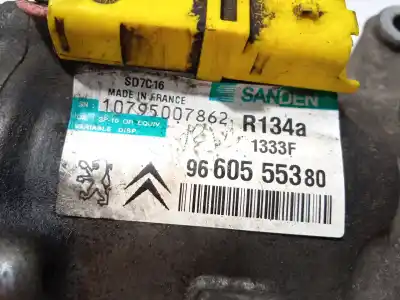 SD7C16
MADE IN FRANCE
SANDEN
SN: 10795007862
R134a
SP-10 OR EQUIV.
VARIABLE DISP.
1333F
96 605 553 80